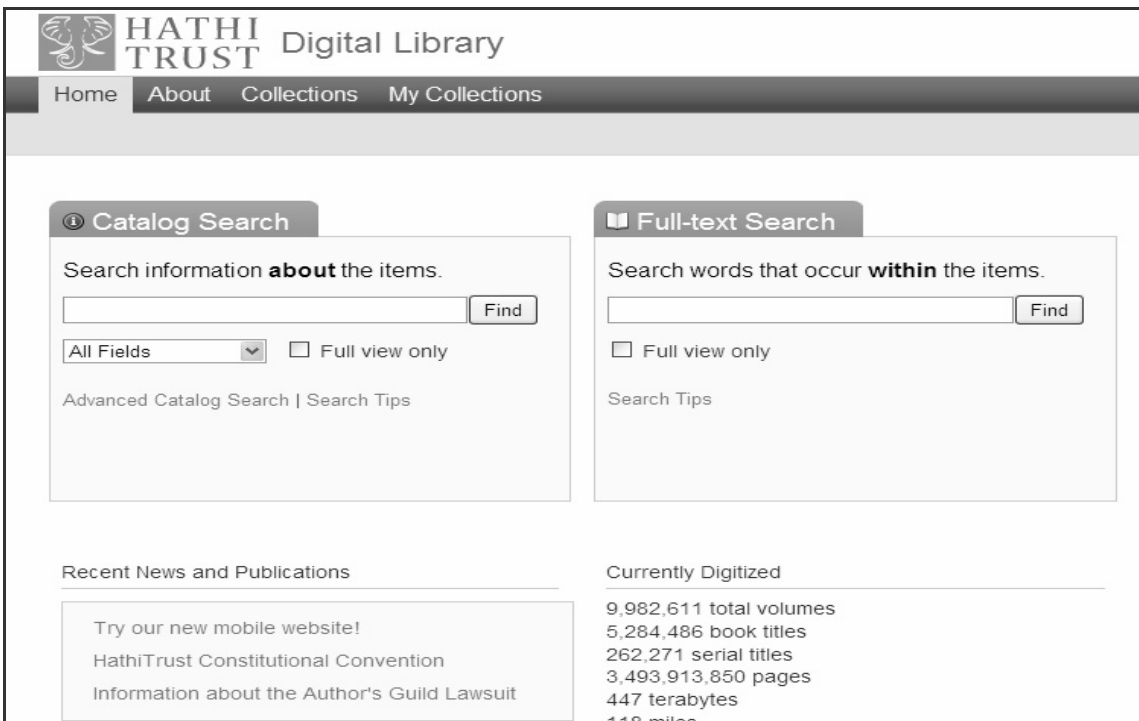 HATHI TRUST Digital Library
Home About Collections My Collections
Catalog Search
Search information about the items.
Find
All Fields Full view only
Advanced Catalog Search | Search Tips
Full-text Search
Search words that occur within the items.
Find
Full view only
Search Tips
Recent News and Publications
Try our new mobile website!
HathiTrust Constitutional Convention
Information about the Author's Guild Lawsuit
Currently Digitized
9,982,611 total volumes
5,284,486 book titles
262,271 serial titles
3,493,913,850 pages
447 terabytes
118 miles